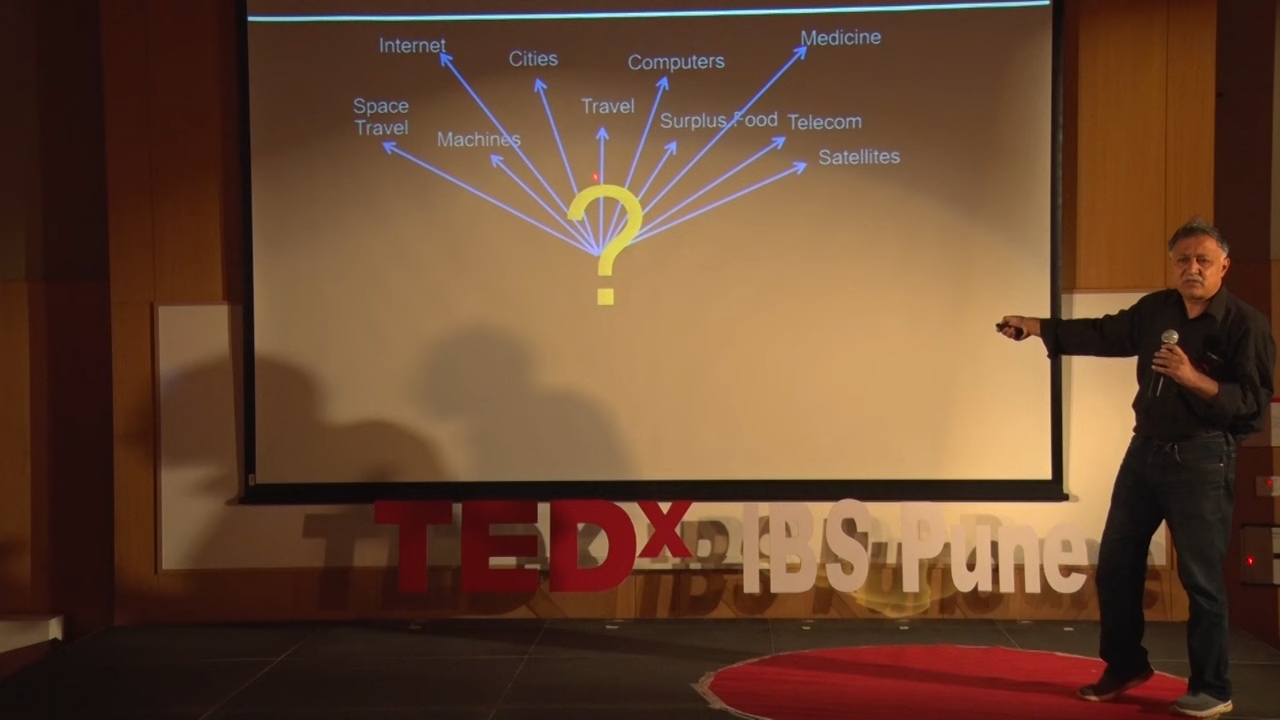 Internet
Cities
Computers
Medicine
Space
Travel
Machines
Travel
Surplus Food
Telecom
Satellites
?
TEDx IBS Pune